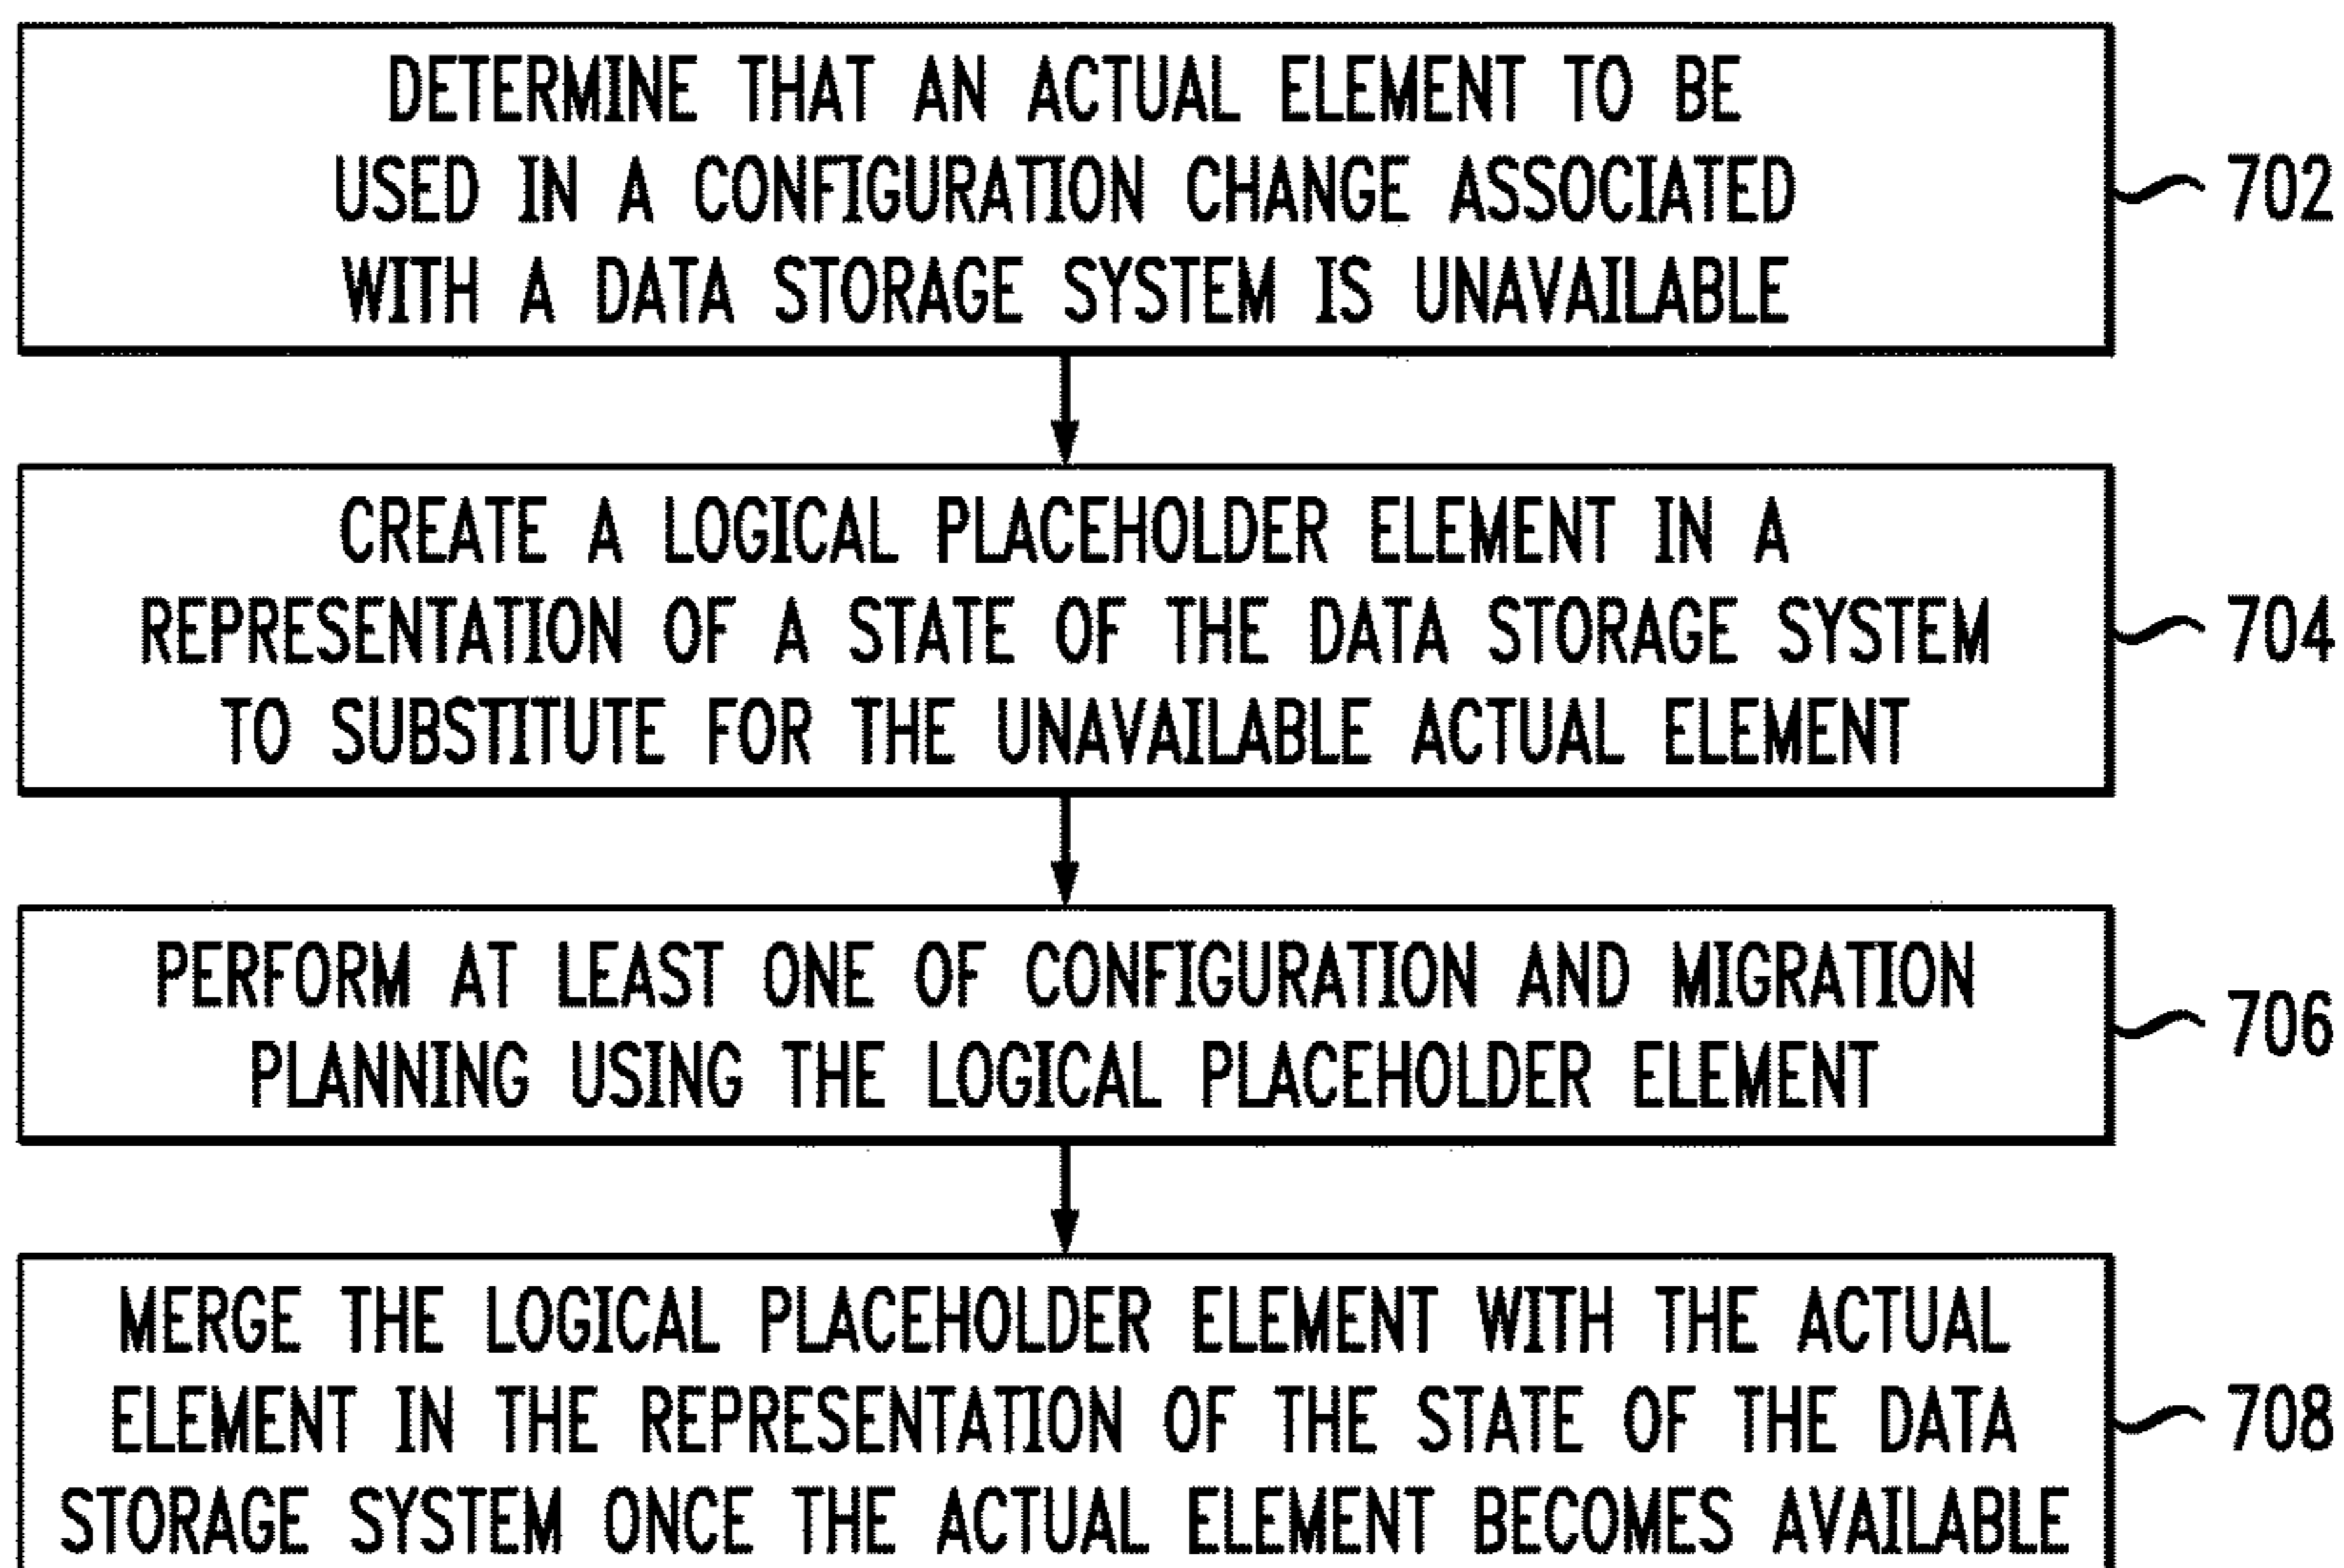 DETERMINE THAT AN ACTUAL ELEMENT TO BE
USED IN A CONFIGURATION CHANGE ASSOCIATED
WITH A DATA STORAGE SYSTEM IS UNAVAILABLE
702
CREATE A LOGICAL PLACEHOLDER ELEMENT IN A
REPRESENTATION OF A STATE OF THE DATA STORAGE SYSTEM
TO SUBSTITUTE FOR THE UNAVAILABLE ACTUAL ELEMENT
704
PERFORM AT LEAST ONE OF CONFIGURATION AND MIGRATION
PLANNING USING THE LOGICAL PLACEHOLDER ELEMENT
706
MERGE THE LOGICAL PLACEHOLDER ELEMENT WITH THE ACTUAL
ELEMENT IN THE REPRESENTATION OF THE STATE OF THE DATA
STORAGE SYSTEM ONCE THE ACTUAL ELEMENT BECOMES AVAILABLE
708